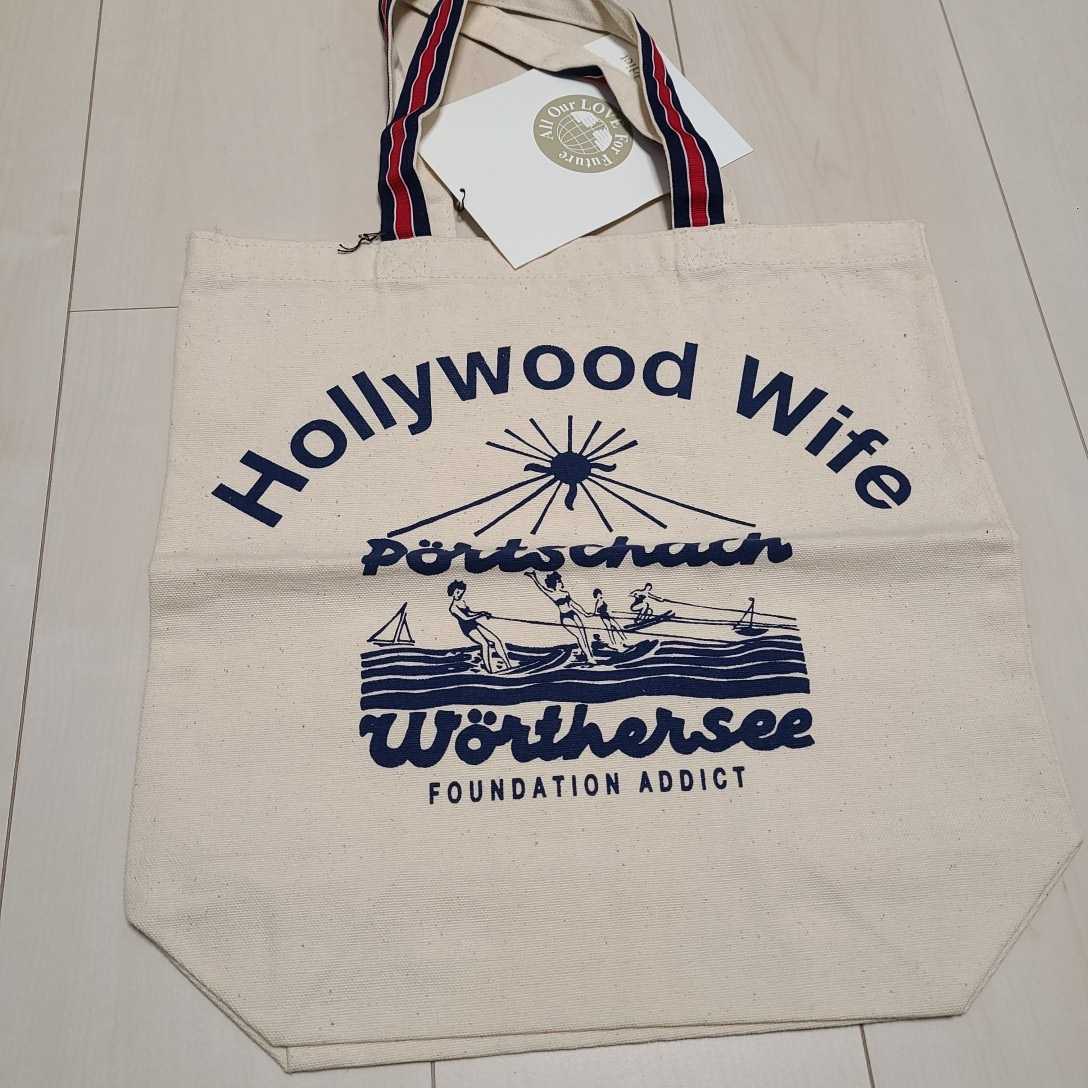 All Our LOVE For Future
Hollywood Wife
Pörtschach
Wörthersee
FOUNDATION ADDICT